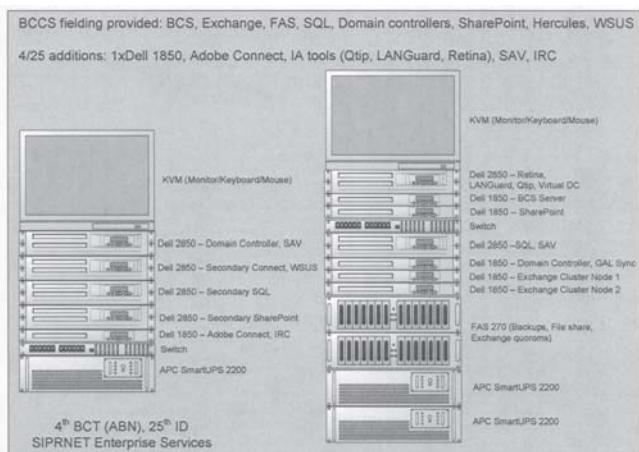 BCCS fielding provided: BCS, Exchange, FAS, SQL, Domain controllers, SharePoint, Hercules, WSUS
4/25 additions: 1xDell 1850, Adobe Connect, IA tools (Qtip, LANGuard, Retina), SAV, IRC
KVM (Monitor/Keyboard/Mouse)
Dell 2850 – Domain Controller, SAV
Dell 2850 – Secondary Connect, WSUS
Dell 2850 – Secondary SQL
Dell 2850 – Secondary SharePoint
Dell 1850 – Adobe Connect, IRC
Switch
APC SmartUPS 2200
4th BCT (ABN), 25th ID
SIPRNET Enterprise Services
KVM (Monitor/Keyboard/Mouse)
Dell 2850 – Retina,
LANGuard, Qtip, Virtual DC
Dell 1850 – BCS Server
Dell 1850 – SharePoint
Switch
Dell 2850 –SQL, SAV
Dell 1850 – Domain Controller, GAL Sync
Dell 1850 – Exchange Cluster Node 1
Dell 1850 – Exchange Cluster Node 2
FAS 270 (Backups, File share,
Exchange quoroms)
APC SmartUPS 2200
APC SmartUPS 2200